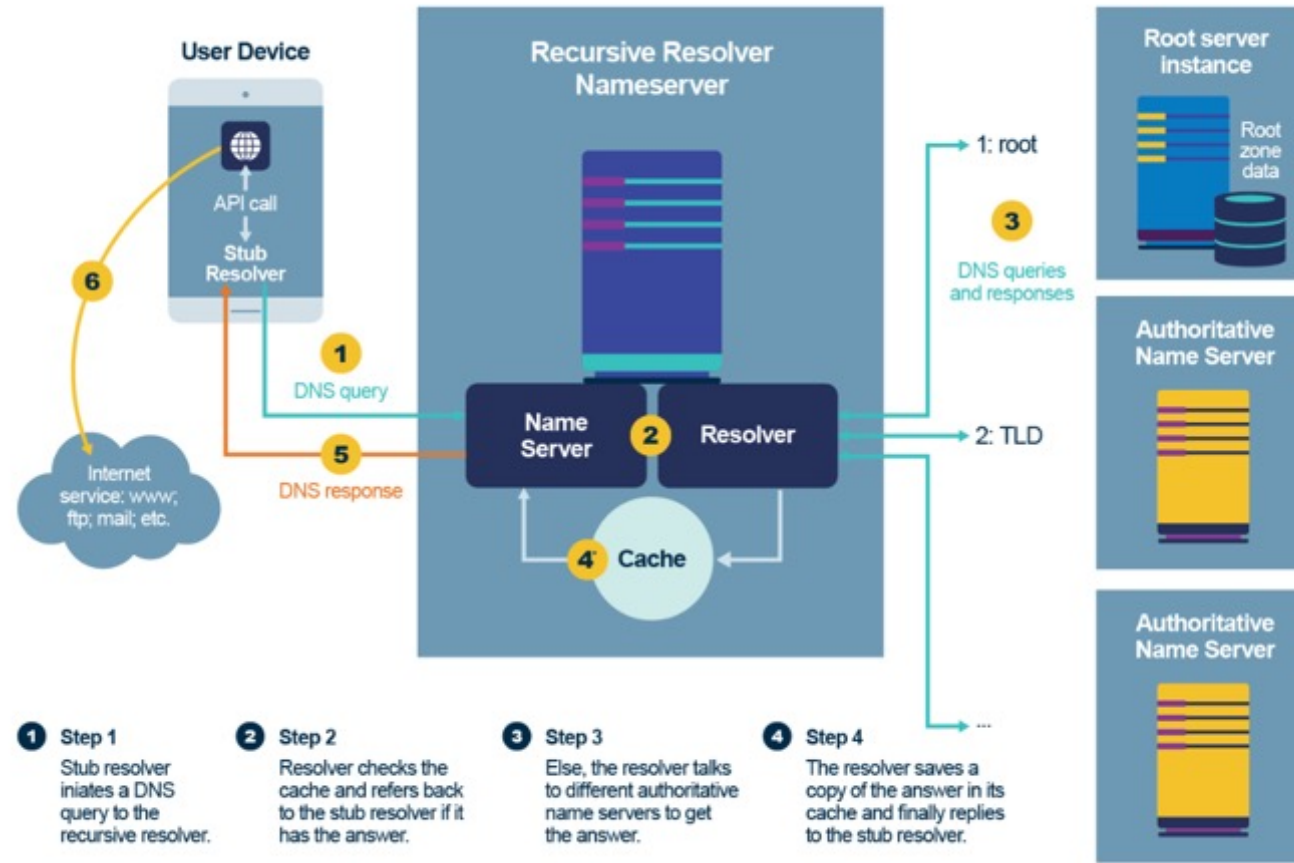 User Device
API call
Stub
Resolver
6
Internet
service: www;
ftp; mail; etc.
1
DNS query
5
DNS response
Recursive Resolver
Nameserver
Name
Server
2
Resolver
4*
Cache
1: root
3
DNS queries
and responses
2: TLD
...
Root server
instance
Root
zone
data
Authoritative
Name Server
Authoritative
Name Server
1 Step 1
Stub resolver
iniates a DNS
query to the
recursive resolver.
2 Step 2
Resolver checks the
cache and refers back
to the stub resolver if it
has the answer.
3 Step 3
Else, the resolver talks
to different authoritative
name servers to get
the answer.
4 Step 4
The resolver saves a
copy of the answer in its
cache and finally replies
to the stub resolver.